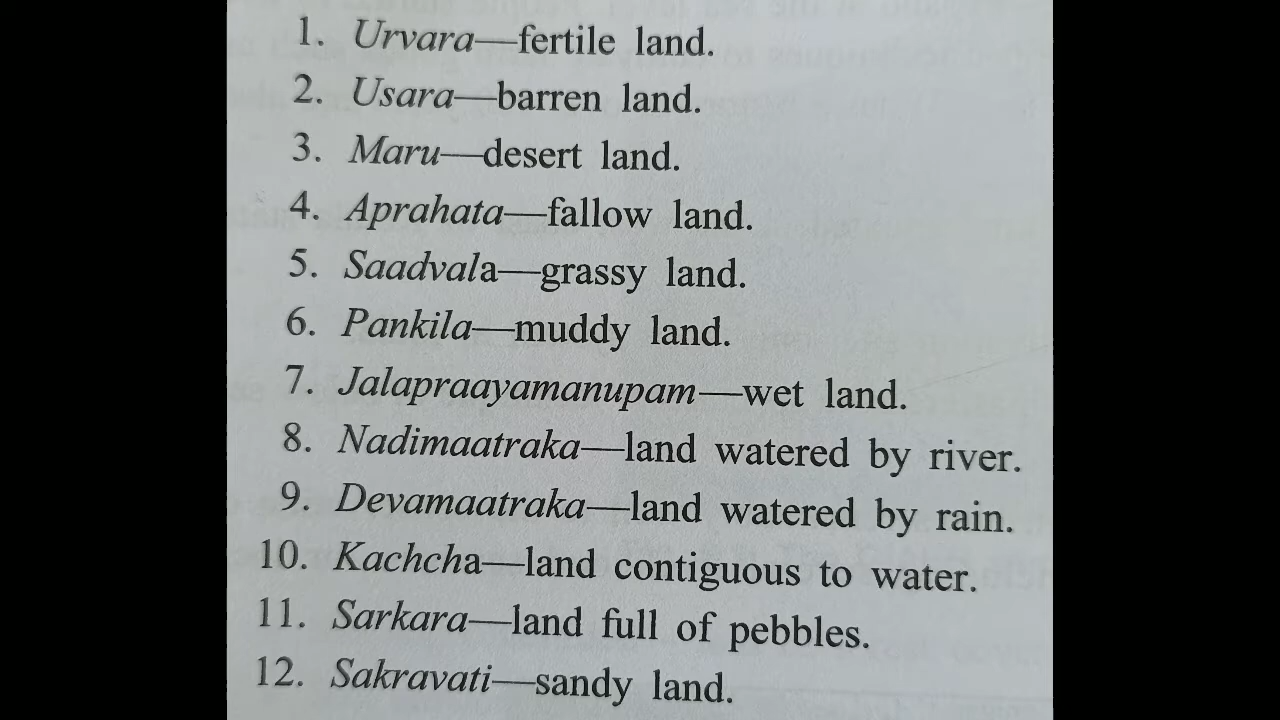 1. Urvara—fertile land.
2. Usara—barren land.
3. Maru—desert land.
4. Aprahata—fallow land.
5. Saadvala—grassy land.
6. Pankila—muddy land.
7. Jalapraayamanupam—wet land.
8. Nadimaatraka—land watered by river.
9. Devamaatraka—land watered by rain.
10. Kachcha—land contiguous to water.
11. Sarkara—land full of pebbles.
12. Sakravati—sandy land.